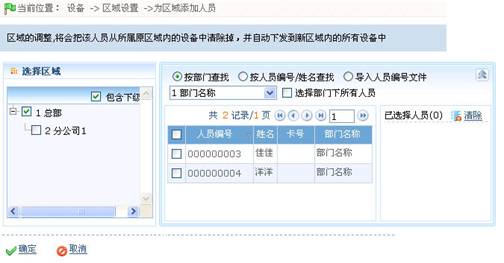 当前位置： 设备 -> 区域设置 ->为区域添加人员
区域的调整,将会把该人员从所属原区域内的设备中清除掉，并自动下发到新区域内的所有设备中
选择区域
包含下级
1 总部
2 分公司1
按部门查找 按人员编号/姓名查找 导入人员编号文件
1 部门名称 选择部门下所有人员
共 2 记录/1 页 1
人员编号 姓名 卡号 部门名称
000000003 佳佳 部门名称
000000004 洋洋 部门名称
已选择人员(0) 清除
确定 取消